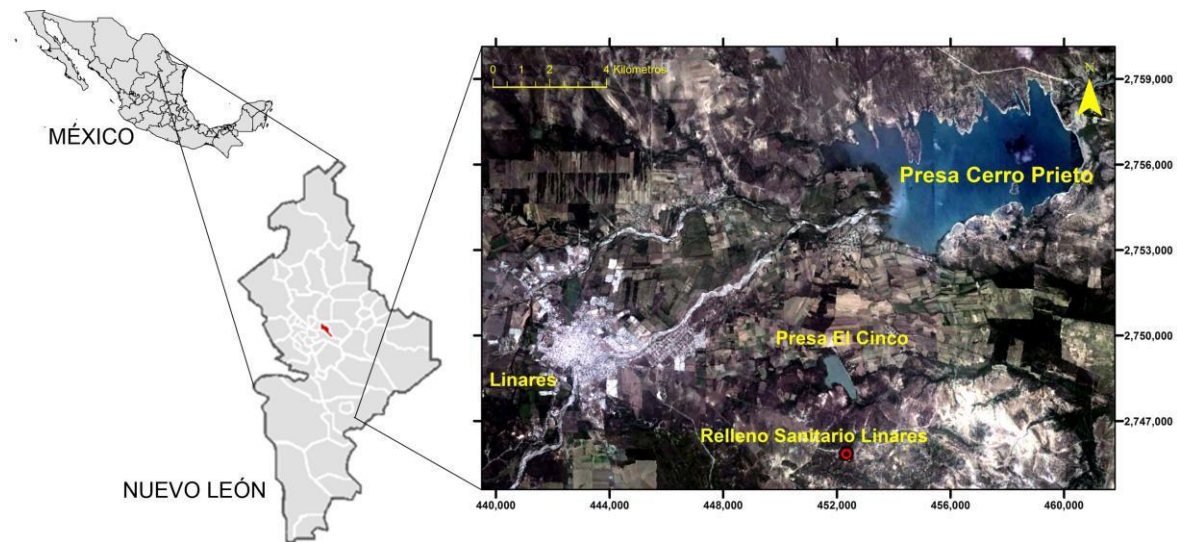 MÉXICO
NUEVO LEÓN
0 1 2 4 Kilómetros
N
Presa Cerro Prieto
Presa El Cinco
Linares
Relleno Sanitario Linares
2,759,000
2,756,000
2,753,000
2,750,000
2,747,000
440,000 444,000 448,000 452,000 456,000 460,000